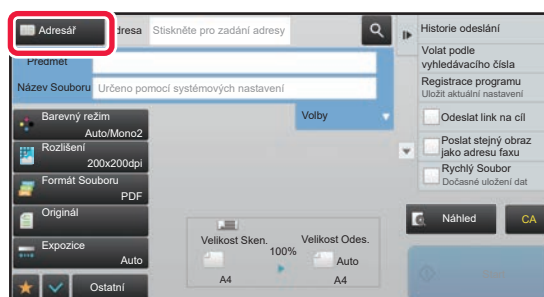 Adresář
dresa
Stiskněte pro zadání adresy
Předmět
Název Souboru
Určeno pomocí systémových nastavení
Barevný režim
Auto/Mono2
Rozlišení
200x200dpi
Formát Souboru
PDF
Originál
Expozice
Auto
Ostatní
Volby
Velikost Sken.
100%
Velikost Odes.
Auto
A4
A4
Historie odeslání
Volat podle
vyhledávacího čísla
Registrace programu
Uložit aktuální nastavení
Odeslat link na cíl
Poslat stejný obraz
jako adresu faxu
Rychlý Soubor
Dočasné uložení dat
Náhled
CA